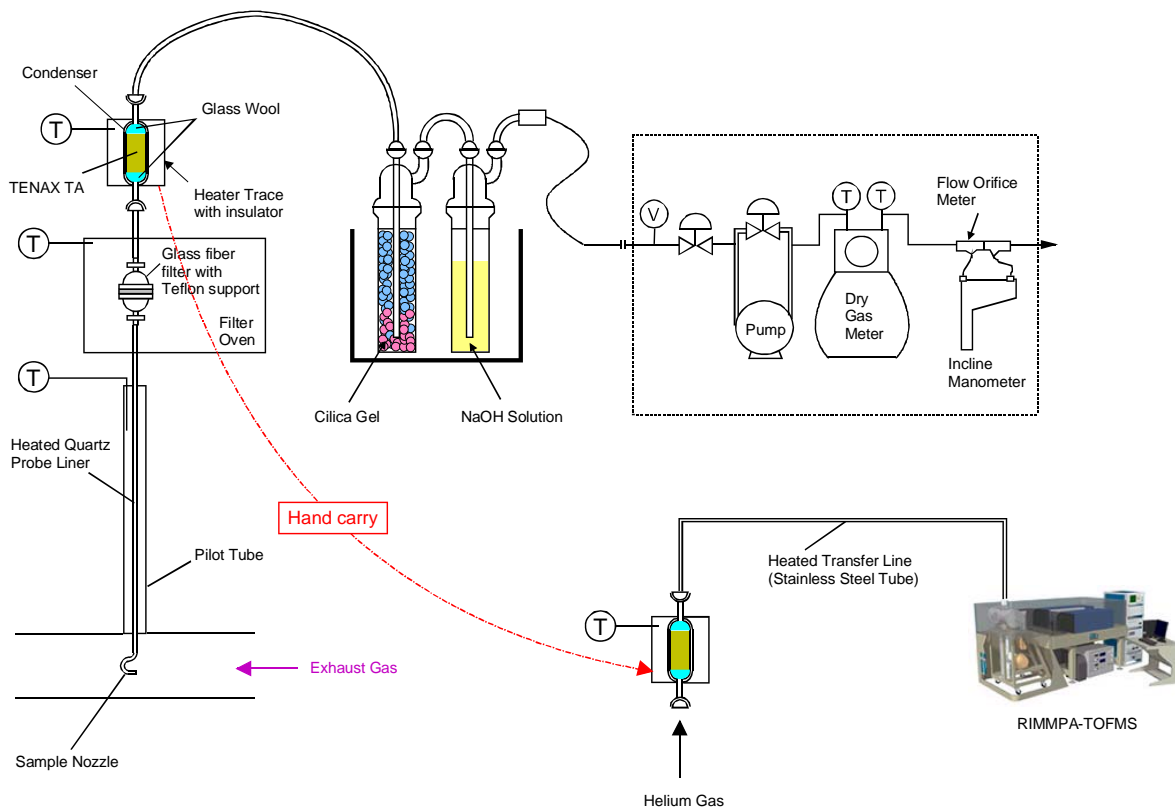 Condenser
Glass Wool
T
TENAX TA
Heater Trace
with insulator
T
Glass fiber
filter with
Teflon support
Filter
Oven
T
Heated Quartz
Probe Liner
Pilot Tube
Exhaust Gas
Sample Nozzle
Cilica Gel
NaOH Solution
V
T
T
Flow Orifice
Meter
Pump
Dry
Gas
Meter
Incline
Manometer
Hand carry
Heated Transfer Line
(Stainless Steel Tube)
T
RIMMPA-TOFMS
Helium Gas